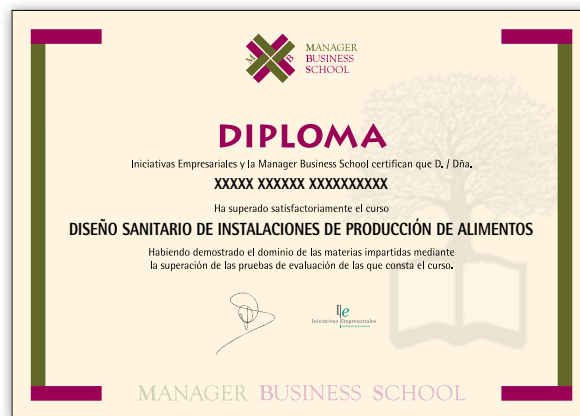 M B
MANAGER
BUSINESS
SCHOOL
DIPLOMA
Iniciativas Empresariales y la Manager Business School certifican que D. / Dña.
XXXXX XXXXXX XXXXXXXXXX
Ha superado satisfactoriamente el curso
DISEÑO SANITARIO DE INSTALACIONES DE PRODUCCIÓN DE ALIMENTOS
Habiendo demostrado el dominio de las materias impartidas mediante
la superación de las pruebas de evaluación de las que consta el curso.
Iniciativas Empresariales
MANAGER BUSINESS SCHOOL